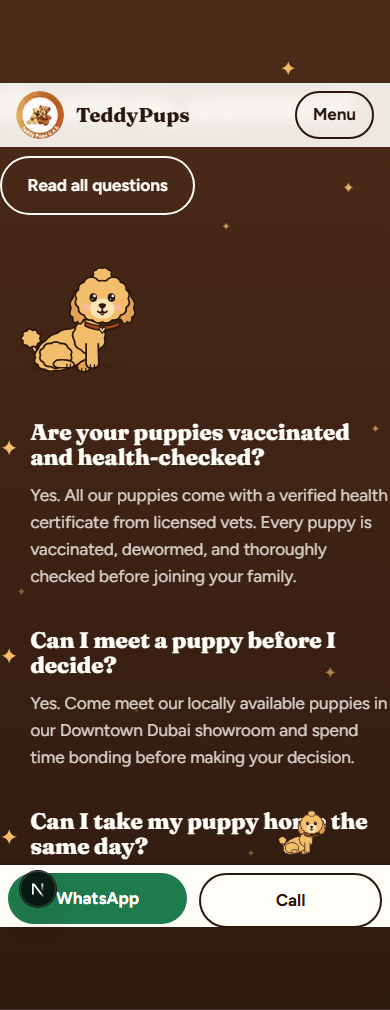 TeddyPups
Menu
Read all questions
Are your puppies vaccinated
and health-checked?
Yes. All our puppies come with a verified health
certificate from licensed vets. Every puppy is
vaccinated, dewormed, and thoroughly
checked before joining your family.
Can I meet a puppy before I
decide?
Yes. Come meet our locally available puppies in
our Downtown Dubai showroom and spend
time bonding before making your decision.
Can I take my puppy home the
same day?
N
WhatsApp
Call